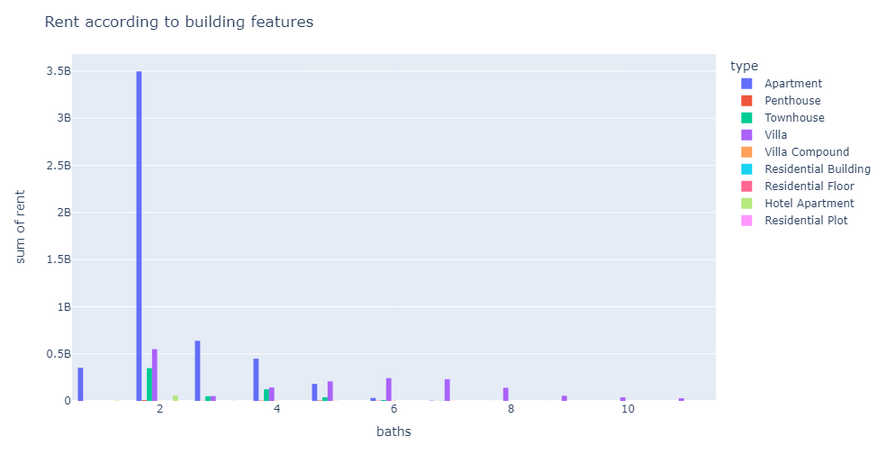 Rent according to building features
type
Apartment
Penthouse
Townhouse
Villa
Villa Compound
Residential Building
Residential Floor
Hotel Apartment
Residential Plot
3.5B
3B
2.5B
2B
1.5B
1B
0.5B
0
sum of rent
2 4 6 8 10
baths